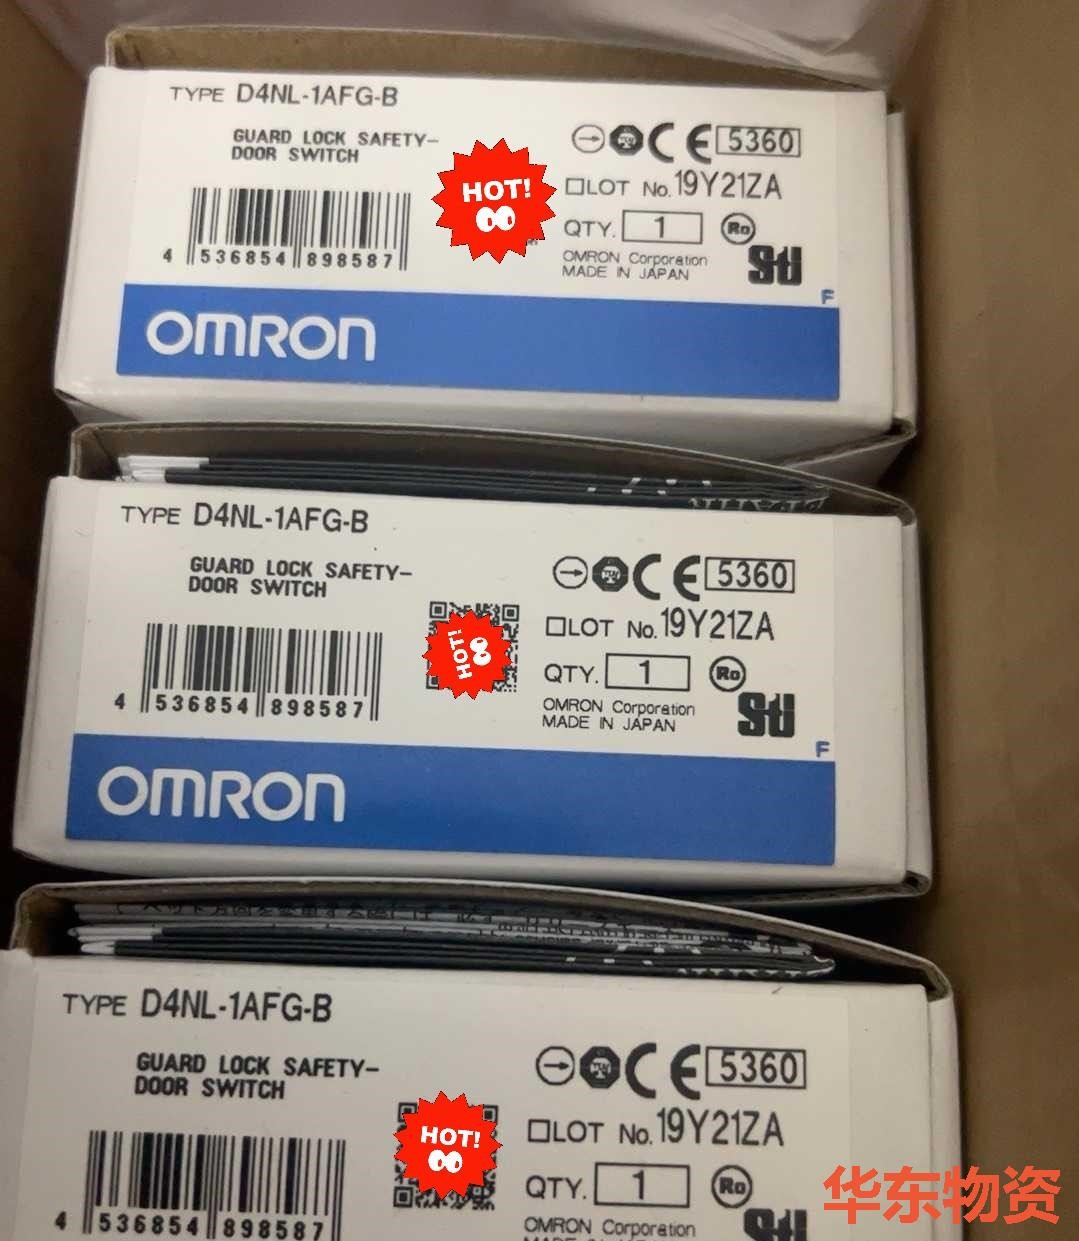 TYPE D4NL-1AFG-B
GUARD LOCK SAFETY-
DOOR SWITCH
CE 5360
LOT No. 19Y21ZA
QTY. 1
OMRON Corporation
MADE IN JAPAN
4 536854 898587
HOT!
F
OMRON
TYPE D4NL-1AFG-B
GUARD LOCK SAFETY-
DOOR SWITCH
CE 5360
LOT No. 19Y21ZA
QTY. 1
OMRON Corporation
MADE IN JAPAN
4 536854 898587
HOT!
F
OMRON
TYPE D4NL-1AFG-B
GUARD LOCK SAFETY-
DOOR SWITCH
CE 5360
LOT No. 19Y21ZA
QTY. 1
OMRON Corporation
4 536854 898587
HOT!
华东物资